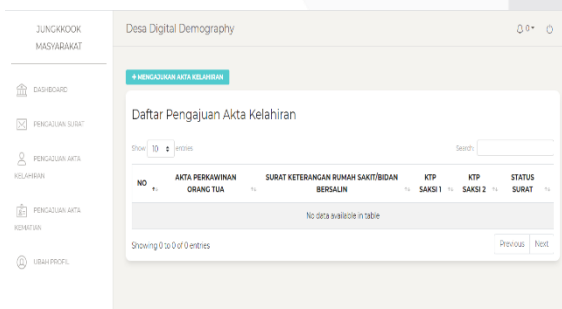 JUNGKKOOK
MASYARAKAT
DASHBOARD
PENGAJUAN SURAT
PENGAJUAN AKTA
KELAHIRAN
PENGAJUAN AKTA
KEMATIAN
UBAH PROFIL
Desa Digital Demography
0
+ MENGAJUKAN AKTA KELAHIRAN
Daftar Pengajuan Akta Kelahiran
Show 10 entries
Search:
NO
AKTA PERKAWINAN
ORANG TUA
SURAT KETERANGAN RUMAH SAKIT/BIDAN
BERSALIN
KTP
SAKSI 1
KTP
SAKSI 2
STATUS
SURAT
No data available in table
Showing 0 to 0 of 0 entries
Previous Next